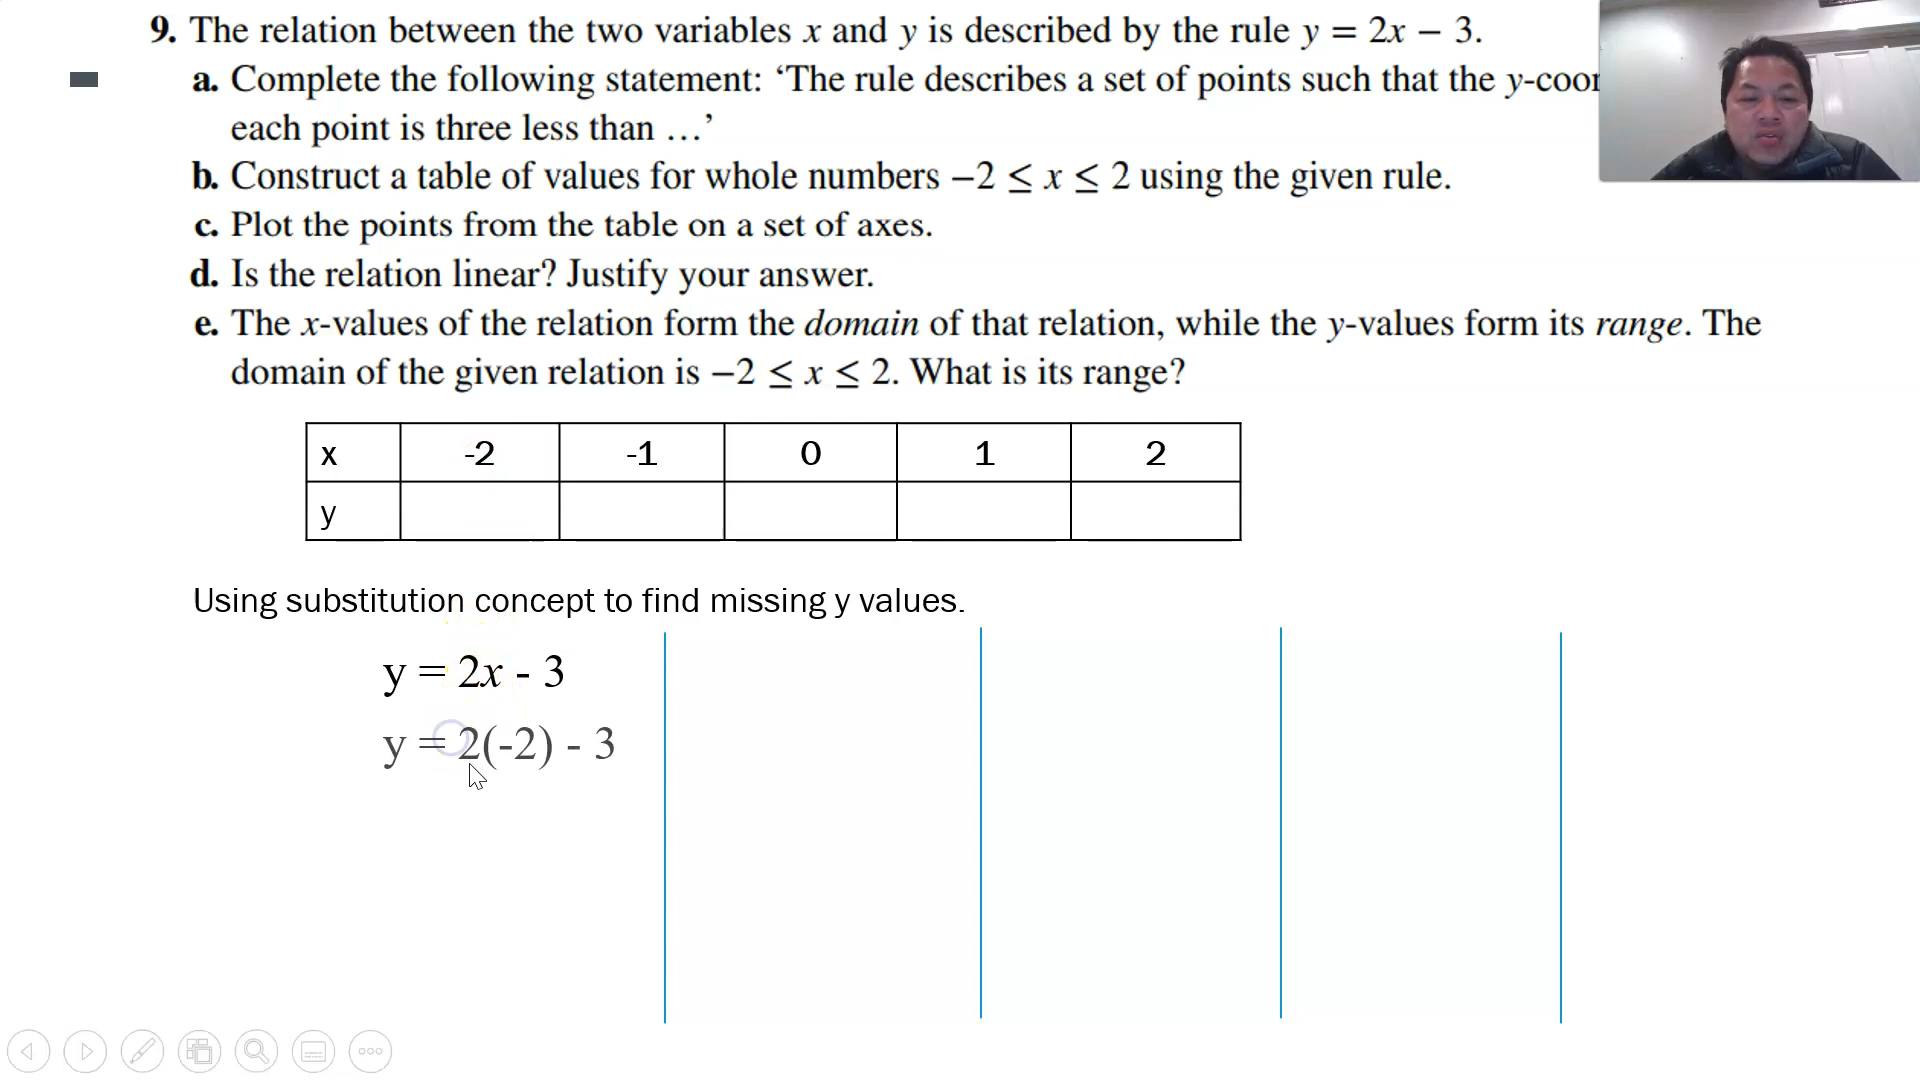 9. The relation between the two variables x and y is described by the rule y = 2x − 3.
a. Complete the following statement: ‘The rule describes a set of points such that the y-coor
each point is three less than …’
b. Construct a table of values for whole numbers −2 ≤ x ≤ 2 using the given rule.
c. Plot the points from the table on a set of axes.
d. Is the relation linear? Justify your answer.
e. The x-values of the relation form the domain of that relation, while the y-values form its range. The
domain of the given relation is −2 ≤ x ≤ 2. What is its range?
x -2 -1 0 1 2
y
Using substitution concept to find missing y values.
y = 2x - 3
y = 2(-2) - 3